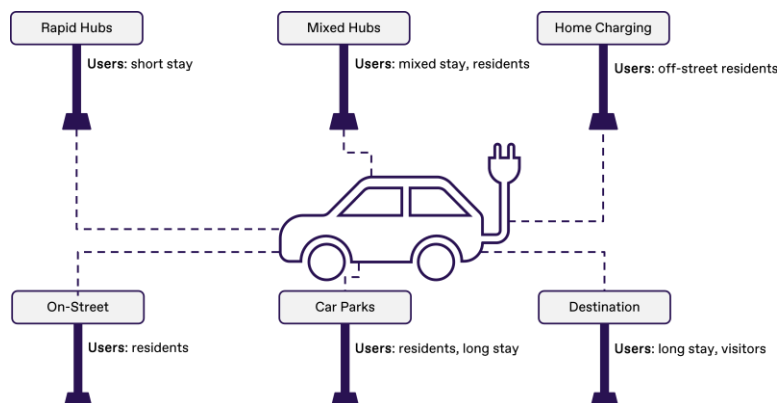 Rapid Hubs
Mixed Hubs
Home Charging
Users: short stay
Users: mixed stay, residents
Users: off-street residents
On-Street
Car Parks
Destination
Users: residents
Users: residents, long stay
Users: long stay, visitors